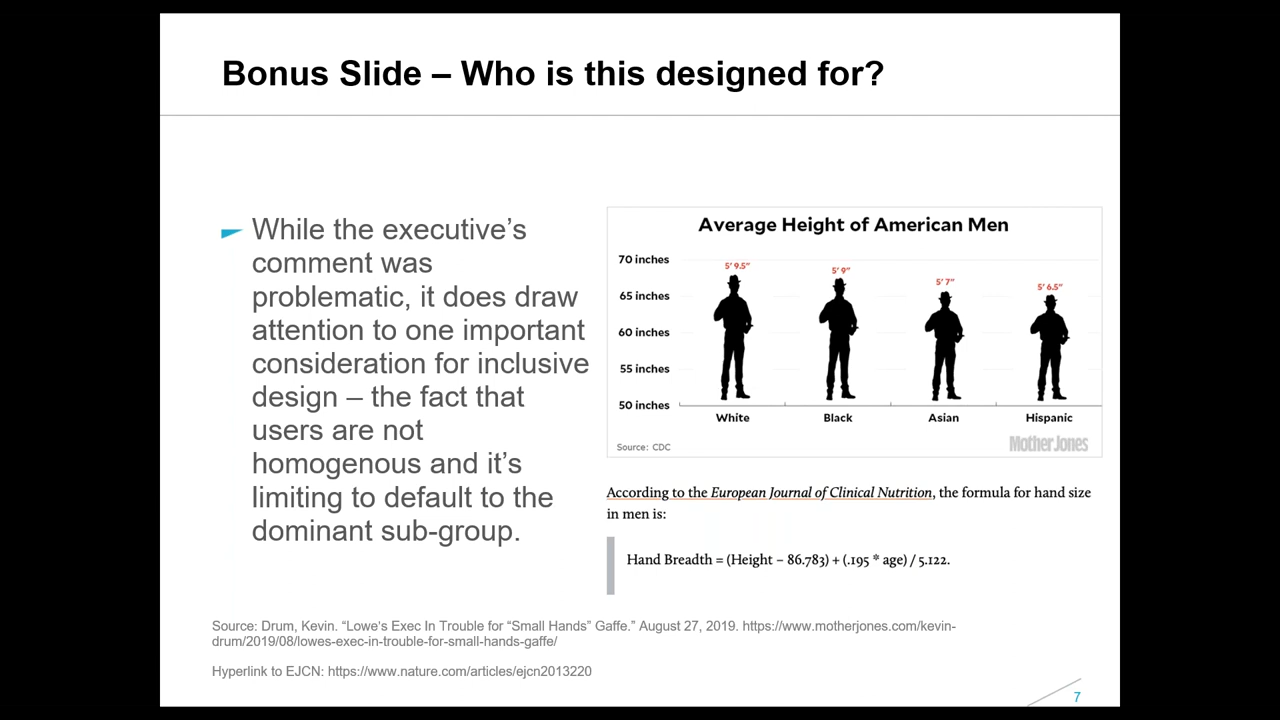 Bonus Slide – Who is this designed for?
While the executive’s
comment was
problematic, it does draw
attention to one important
consideration for inclusive
design – the fact that
users are not
homogenous and it’s
limiting to default to the
dominant sub-group.
Average Height of American Men
70 inches
65 inches
60 inches
55 inches
50 inches
5’ 9.5”
5’ 9”
5’ 7”
5’ 6.5”
White Black Asian Hispanic
Source: CDC
Mother Jones
According to the European Journal of Clinical Nutrition, the formula for hand size
in men is:
Hand Breadth = (Height – 86.783) + (.195 * age) / 5.122.
Source: Drum, Kevin. “Lowe’s Exec In Trouble for “Small Hands” Gaffe.” August 27, 2019. https://www.motherjones.com/kevin-
drum/2019/08/lowes-exec-in-trouble-for-small-hands-gaffe/
Hyperlink to EJCN: https://www.nature.com/articles/ejcn2013220
7